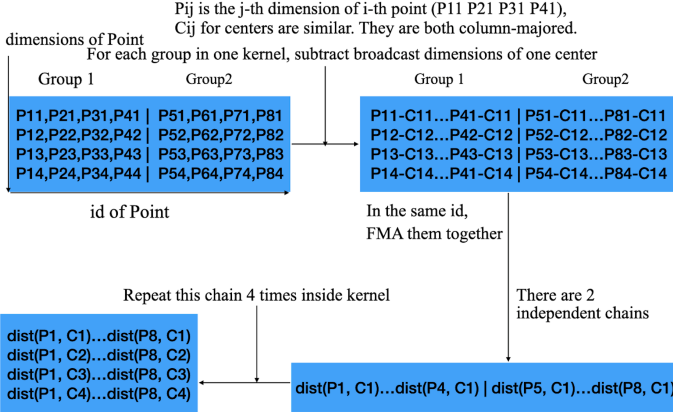 Pij is the j-th dimension of i-th point (P11 P21 P31 P41),
Cij for centers are similar. They are both column-majored.
dimensions of Point
For each group in one kernel, subtract broadcast dimensions of one center
Group 1
Group2
P11,P21,P31,P41 | P51,P61,P71,P81
P12,P22,P32,P42 | P52,P62,P72,P82
P13,P23,P33,P43 | P53,P63,P73,P83
P14,P24,P34,P44 | P54,P64,P74,P84
id of Point
Group 1
Group2
P11-C11...P41-C11 | P51-C11...P81-C11
P12-C12...P42-C12 | P52-C12...P82-C12
P13-C13...P43-C13 | P53-C13...P83-C13
P14-C14...P41-C14 | P54-C14...P84-C14
In the same id,
FMA them together
There are 2
independent chains
Repeat this chain 4 times inside kernel
dist(P1, C1)...dist(P8, C1)
dist(P1, C2)...dist(P8, C2)
dist(P1, C3)...dist(P8, C3)
dist(P1, C4)...dist(P8, C4)
dist(P1, C1)...dist(P4, C1) | dist(P5, C1)...dist(P8, C1)